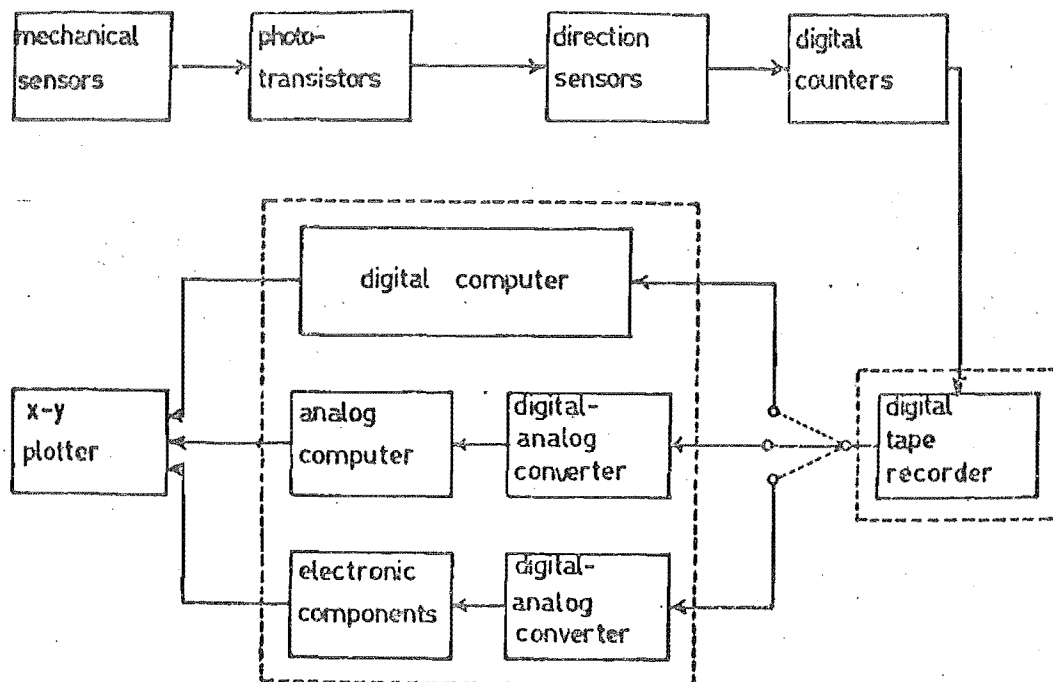 mechanical
sensors
photo-
transistors
direction
sensors
digital
counters
digital computer
x-y
plotter
analog
computer
digital-
analog
converter
digital
tape
recorder
electronic
components
digital-
analog
converter